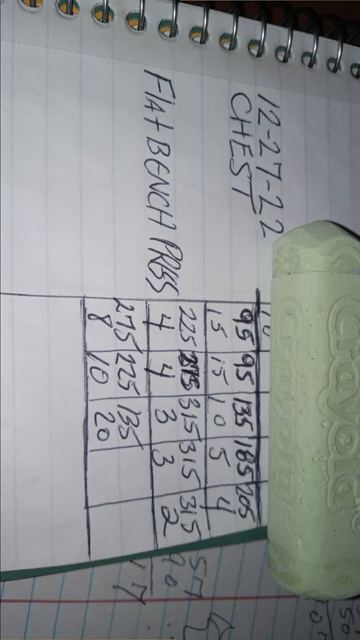 12-27-22
CHEST
FlAt BENCH PRESS
95 95 135 185 205
15 15 10 5 4
225 275 315 315 315
4 4 3 3 2
275 225 135
8 10 20
Crayola